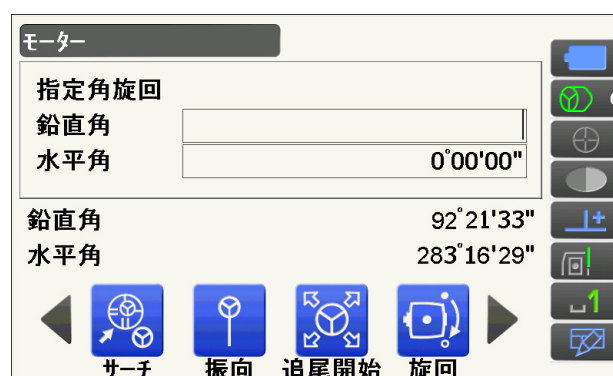 モーター
指定角旋回
鉛直角
水平角 0°00'00"
鉛直角 92°21'33"
水平角 283°16'29"
サーチ 振向 追尾開始 旋回
1